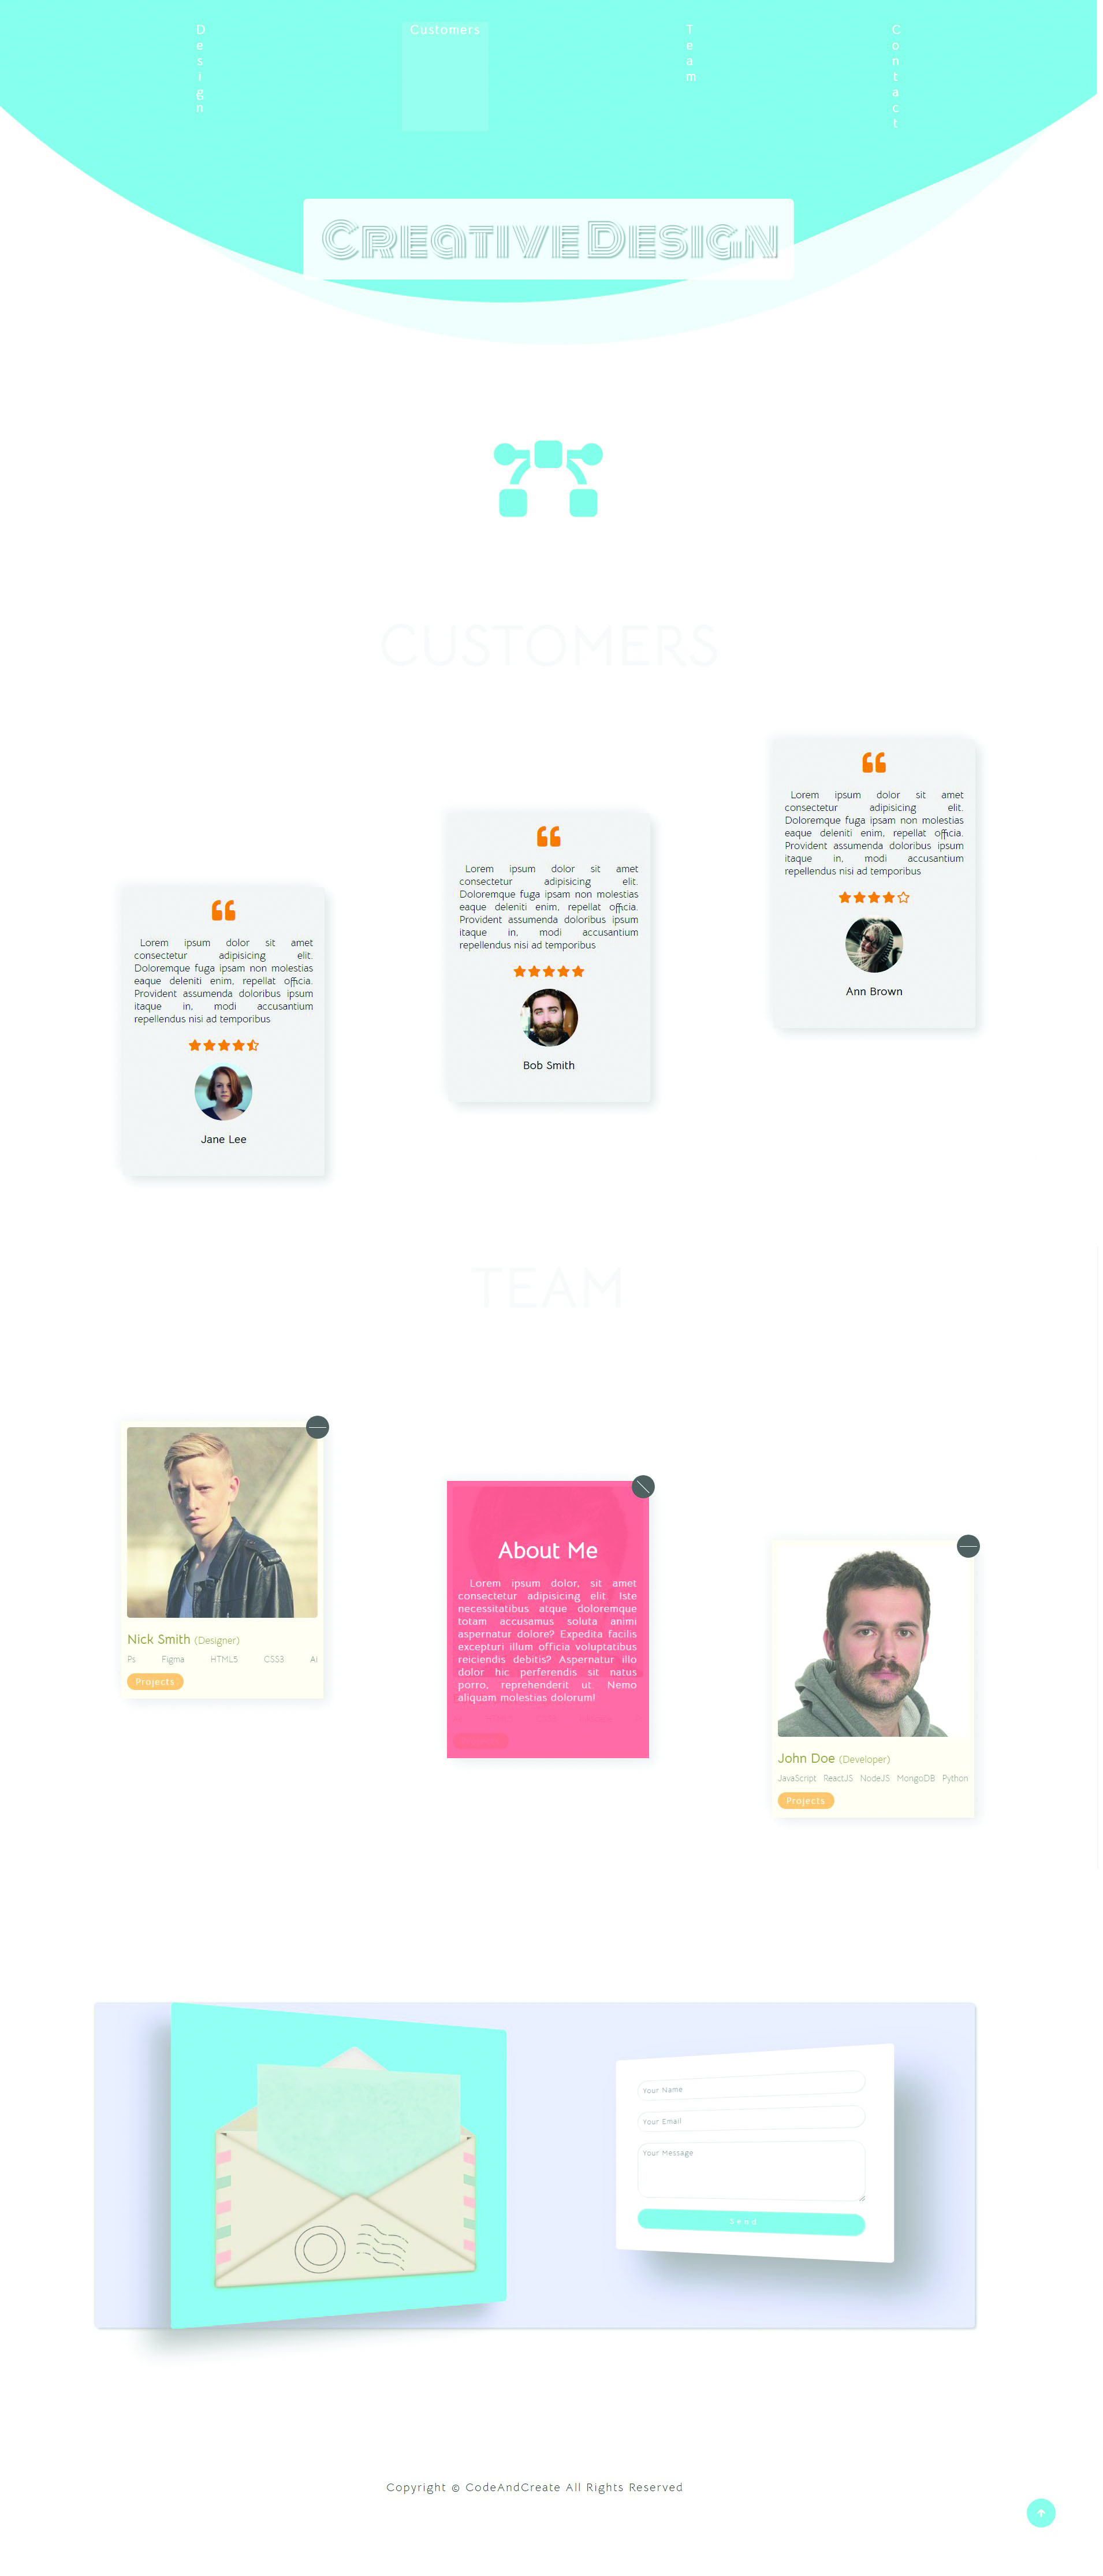 Design
Customers
Team
Contact
Creative Design
CUSTOMERS
Lorem ipsum dolor sit amet
consectetur adipisicing elit.
Doloremque fuga ipsam non molestias
eaque deleniti enim, repellat officia.
Provident assumenda doloribus ipsum
itaque in, modi accusantium
repellendus nisi ad temporibus
Jane Lee
Lorem ipsum dolor sit amet
consectetur adipisicing elit.
Doloremque fuga ipsam non molestias
eaque deleniti enim, repellat officia.
Provident assumenda doloribus ipsum
itaque in, modi accusantium
repellendus nisi ad temporibus
Bob Smith
Lorem ipsum dolor sit amet
consectetur adipisicing elit.
Doloremque fuga ipsam non molestias
eaque deleniti enim, repellat officia.
Provident assumenda doloribus ipsum
itaque in, modi accusantium
repellendus nisi ad temporibus
Ann Brown
TEAM
Nick Smith (Designer)
Ps Figma HTML5 CSS3 Ai
Projects
About Me
Lorem ipsum dolor, sit amet
consectetur adipisicing elit. Iste
necessitatibus atque doloremque
totam accusamus soluta animi
aspernatur dolore? Expedita facilis
excepturi illum officia voluptatibus
reiciendis debitis? Aspernatur illo
dolor hic perferendis sit natus
porro, reprehenderit ut. Nemo
aliquam molestias dolorum!
John Doe (Developer)
JavaScript ReactJS NodeJS MongoDB Python
Projects
Your Name
Your Email
Your Message
Send
Copyright © CodeAndCreate All Rights Reserved